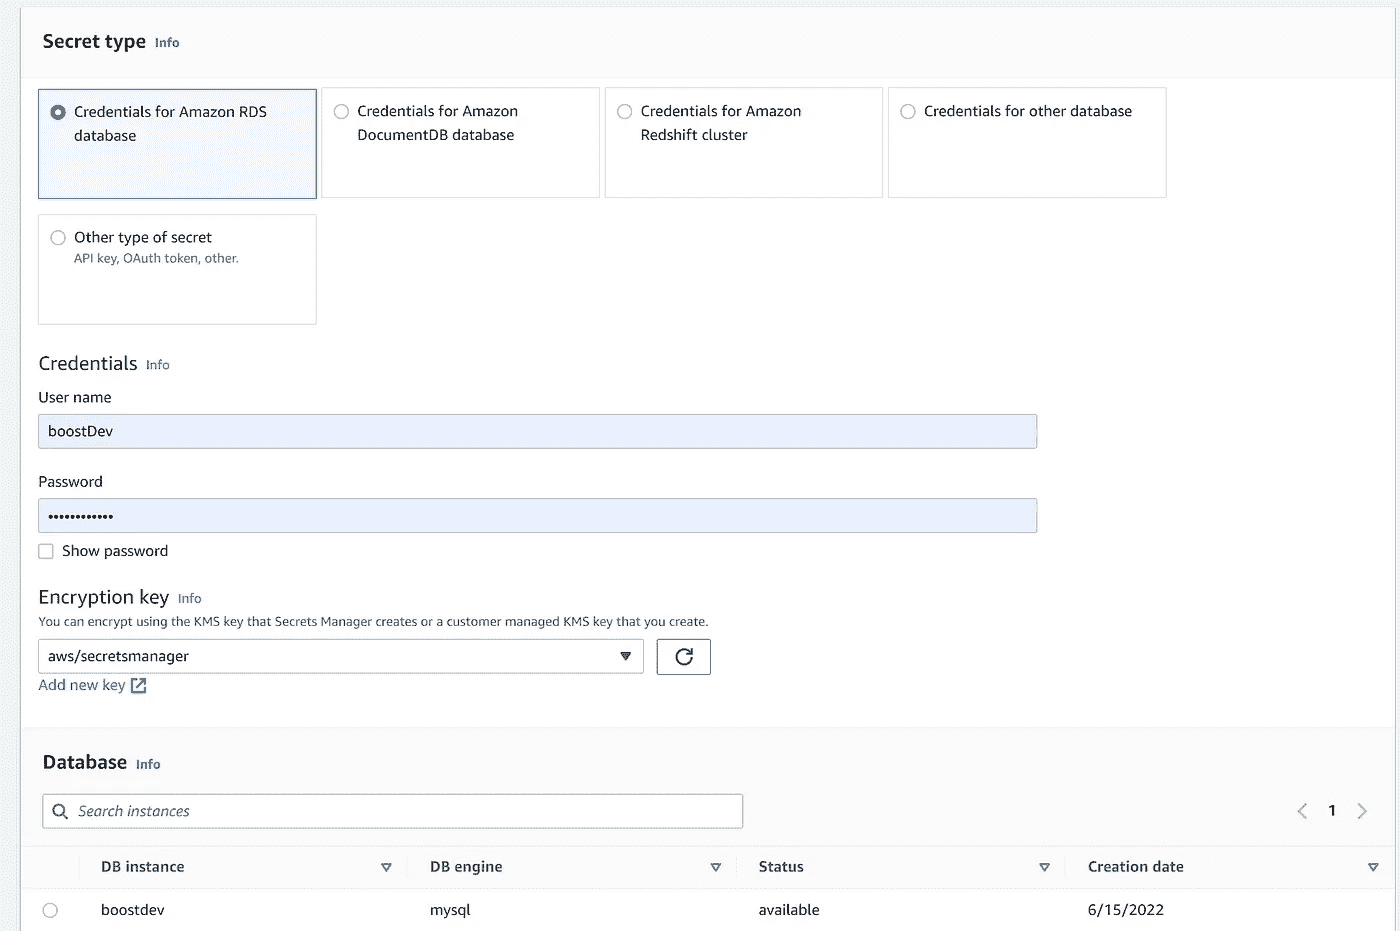 Secret type Info
Credentials for Amazon RDS
database
Credentials for Amazon
DocumentDB database
Credentials for Amazon
Redshift cluster
Credentials for other database
Other type of secret
API key, OAuth token, other.
Credentials Info
User name
boostDev
Password
••••••••••••
Show password
Encryption key Info
You can encrypt using the KMS key that Secrets Manager creates or a customer managed KMS key that you create.
aws/secretsmanager
Add new key
Database Info
Search instances
1
DB instance DB engine Status Creation date
boostdev mysql available 6/15/2022